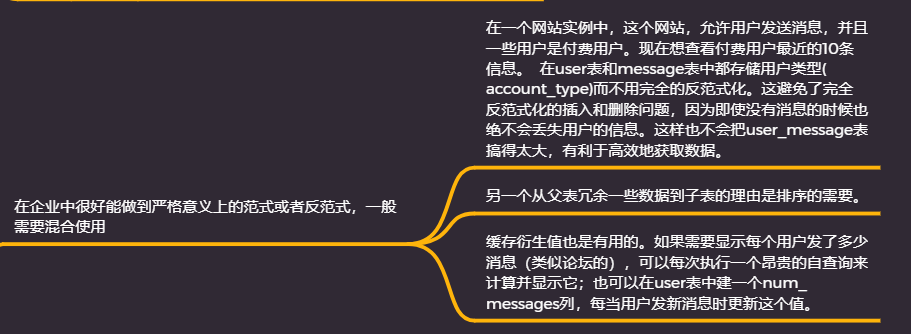 在一个网站实例中，这个网站，允许用户发送消息，并且
一些用户是付费用户。现在想查看付费用户最近的10条
信息。 在user表和message表中都存储用户类型(
account_type)而不用完全的反范式化。这避免了完全
反范式化的插入和删除问题，因为即使没有消息的时候也
绝不会丢失用户的信息。这样也不会把user_message表
搞得太大，有利于高效地获取数据。
在企业中很好能做到严格意义上的范式或者反范式，一般
需要混合使用
另一个从父表冗余一些数据到子表的理由是排序的需要。
缓存衍生值也是有用的。如果需要显示每个用户发了多少
消息（类似论坛的），可以每次执行一个昂贵的自查询来
计算并显示它；也可以在user表中建一个num_
messages列，每当用户发新消息时更新这个值。